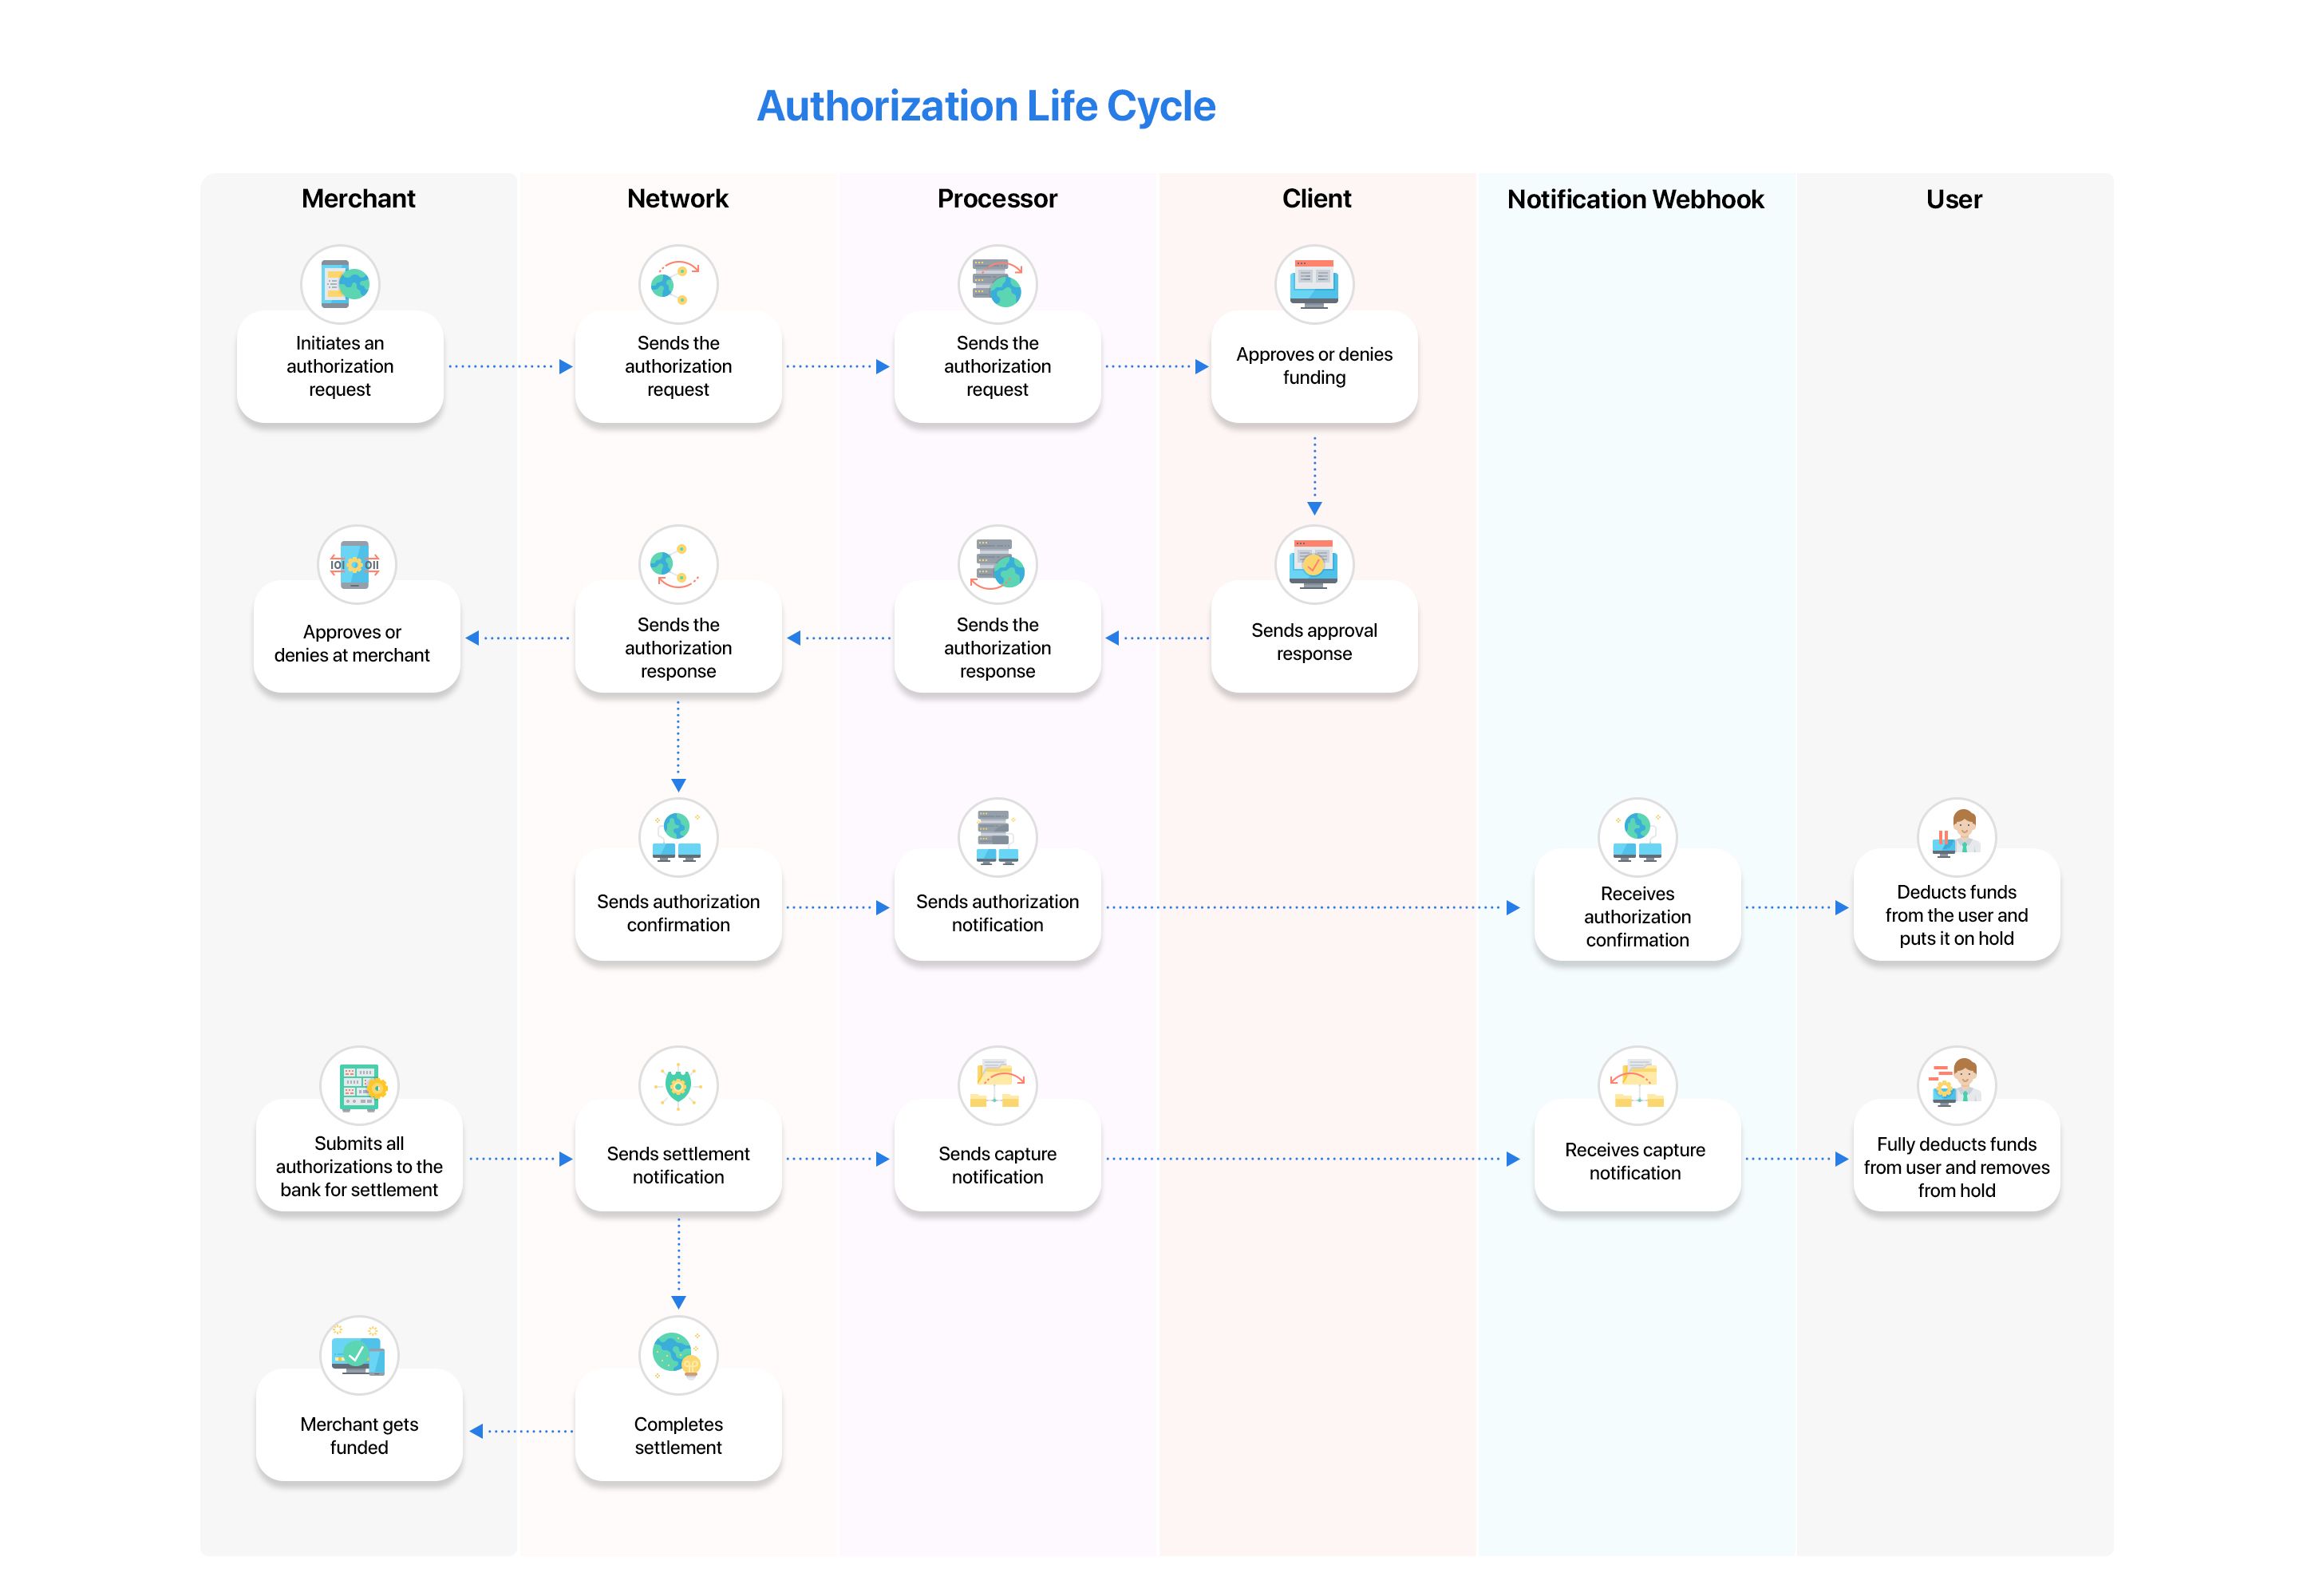 Authorization Life Cycle
Merchant
Network
Processor
Client
Notification Webhook
User
Initiates an
authorization
request
Sends the
authorization
request
Sends the
authorization
request
Approves or denies
funding
IOI
OII
Approves or
denies at merchant
Sends the
authorization
response
Sends the
authorization
response
Sends approval
response
Sends authorization
confirmation
Sends authorization
notification
Receives
authorization
confirmation
Deducts funds
from the user and
puts it on hold
Submits all
authorizations to the
bank for settlement
Sends settlement
notification
Sends capture
notification
Receives capture
notification
Fully deducts funds
from user and removes
from hold
Merchant gets
funded
Completes
settlement